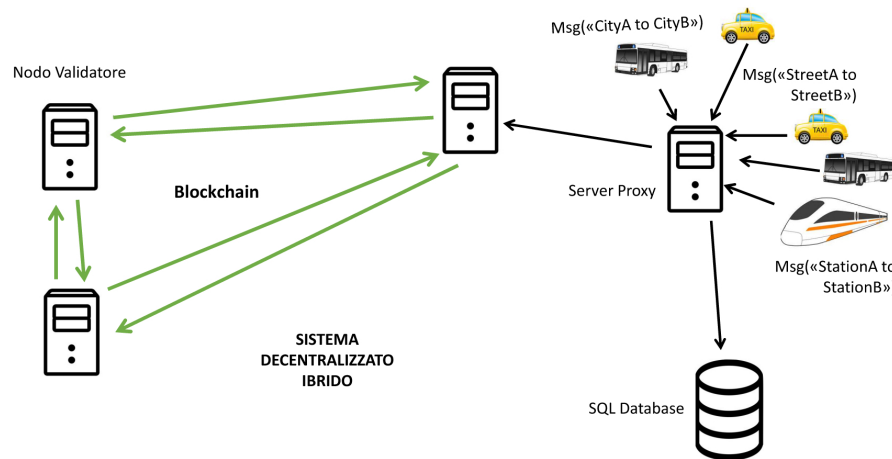 Msg(«CityA to CityB»)
TAXI
Nodo Validatore
Msg(«StreetA to
StreetB»)
TAXI
Blockchain
Server Proxy
Msg(«StationA to
StationB»
SISTEMA
DECENTRALIZZATO
IBRIDO
SQL Database